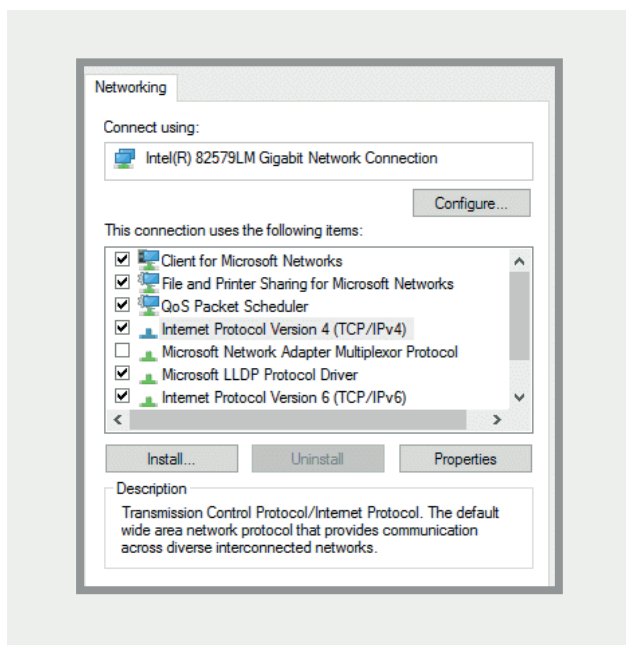 Networking
Connect using:
Intel(R) 82579LM Gigabit Network Connection
Configure...
This connection uses the following items:
Client for Microsoft Networks
File and Printer Sharing for Microsoft Networks
QoS Packet Scheduler
Internet Protocol Version 4 (TCP/IPv4)
Microsoft Network Adapter Multiplexor Protocol
Microsoft LLDP Protocol Driver
Internet Protocol Version 6 (TCP/IPv6)
Install...
Uninstall
Properties
Description
Transmission Control Protocol/Internet Protocol. The default
wide area network protocol that provides communication
across diverse interconnected networks.